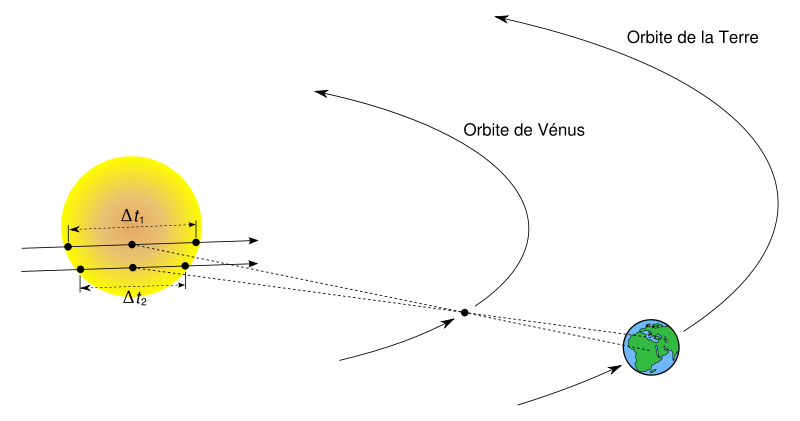 Orbite de la Terre
Orbite de Vénus
Δt₁
Δt₂